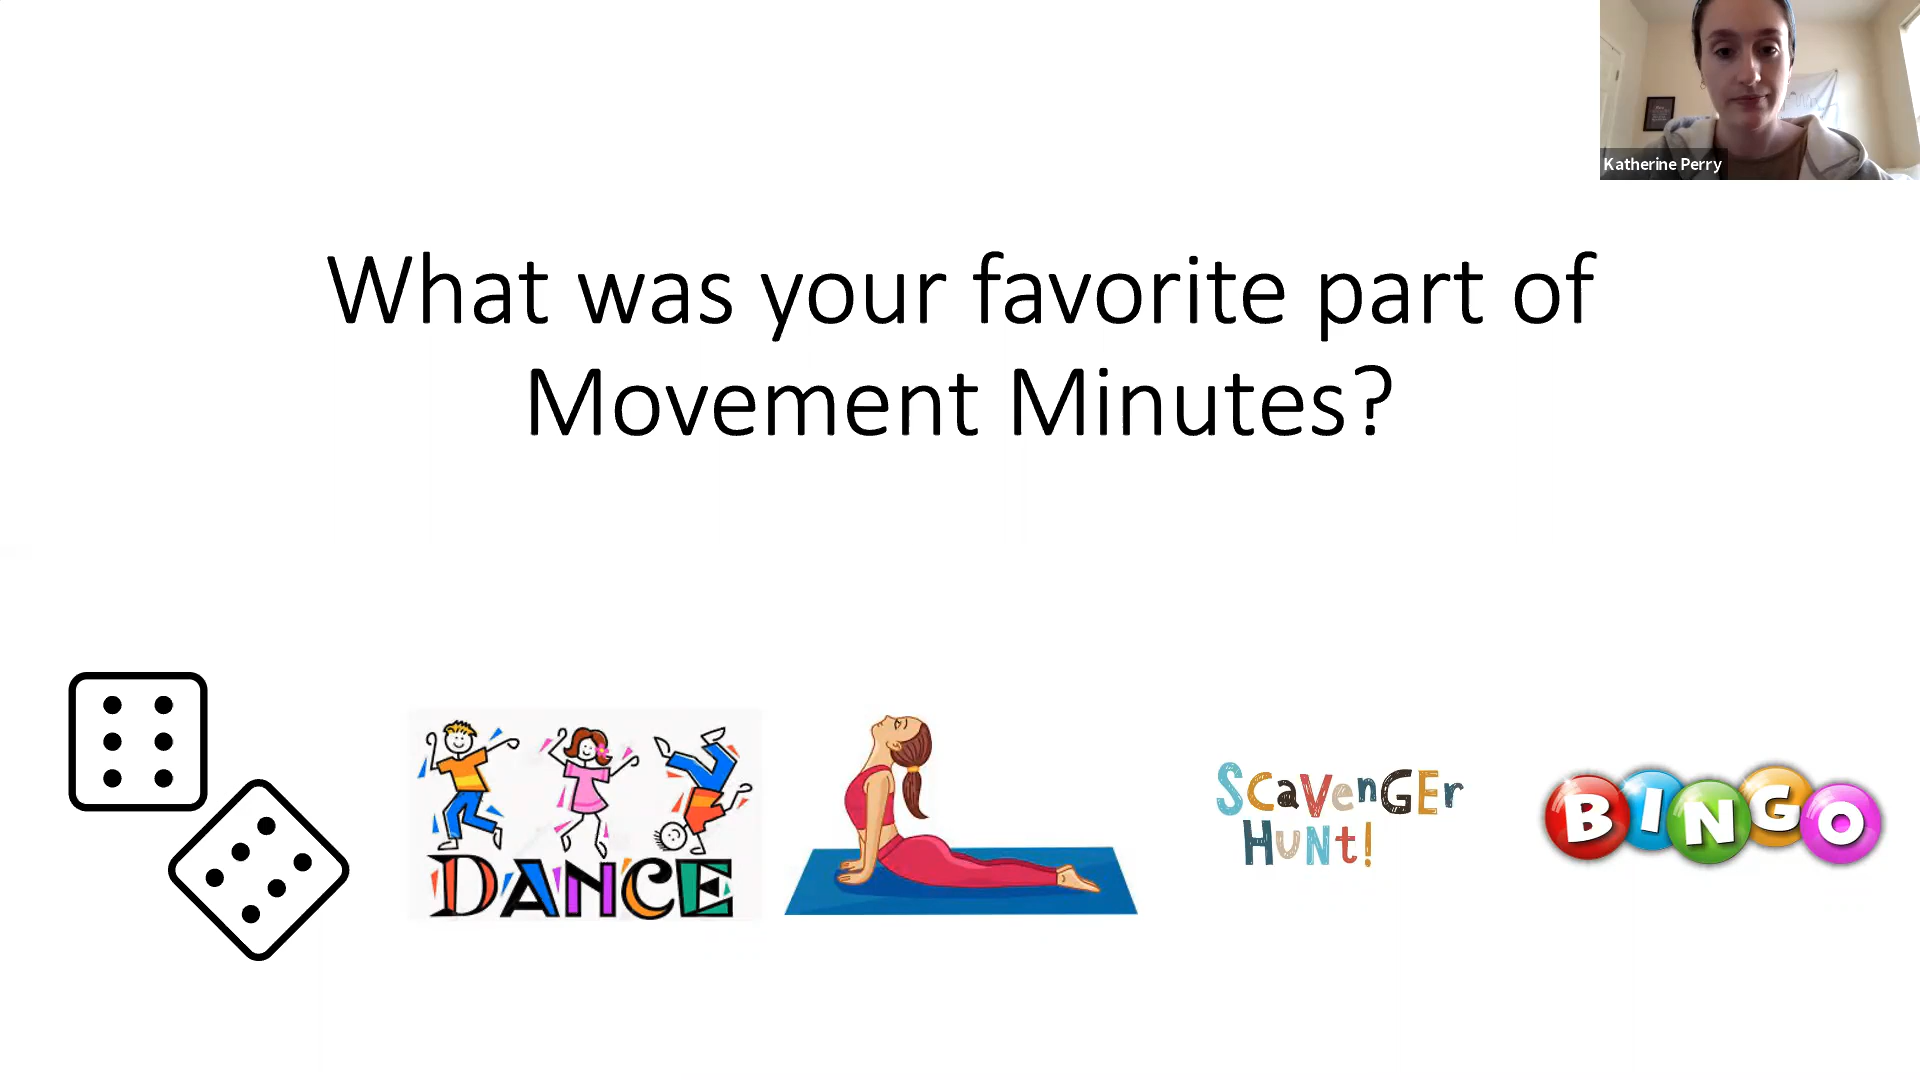 Katherine Perry
What was your favorite part of
Movement Minutes?
DANCE
ScaVenGEr
HUNt!
BINGO